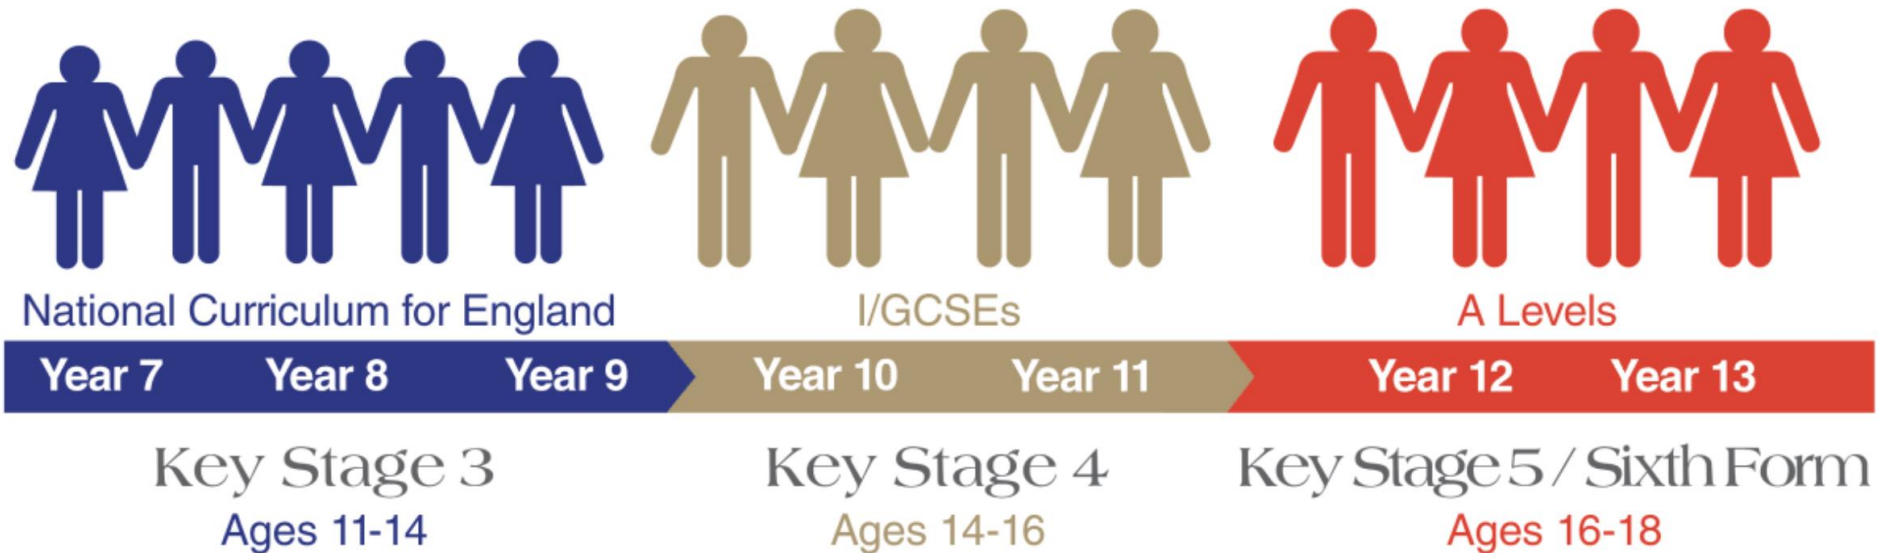 National Curriculum for England
I/GCSEs
A Levels
Year 7 Year 8 Year 9 Year 10 Year 11 Year 12 Year 13
Key Stage 3
Key Stage 4
Key Stage 5 / Sixth Form
Ages 11-14
Ages 14-16
Ages 16-18